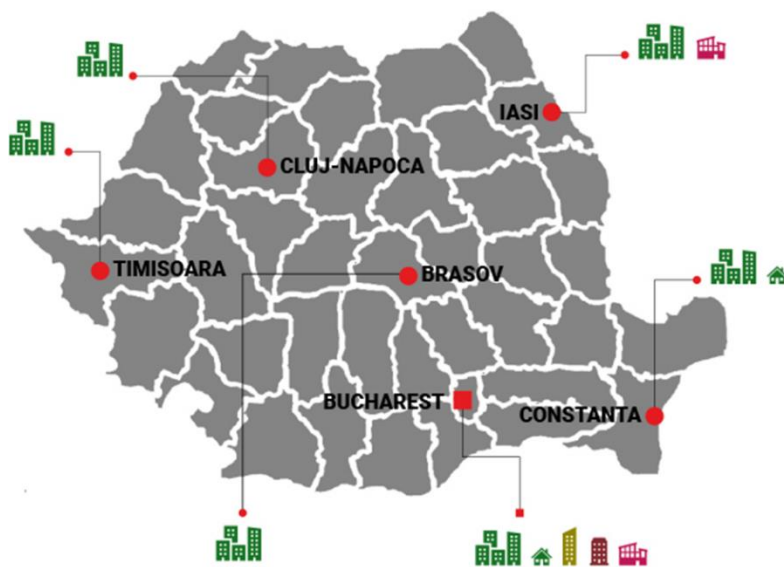 IASI
CLUJ-NAPOCA
TIMISOARA
BRASOV
BUCHAREST
CONSTANTA